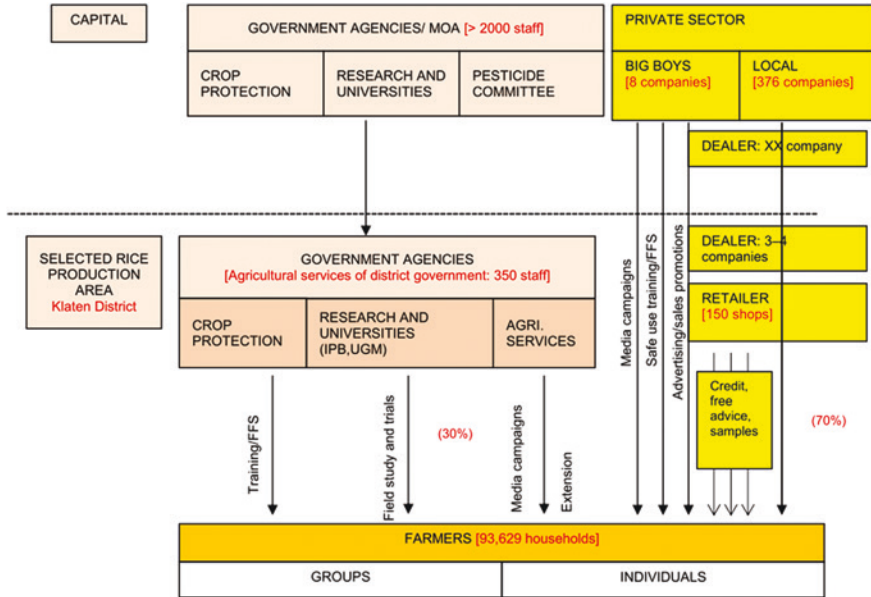 CAPITAL
GOVERNMENT AGENCIES/ MOA [> 2000 staff]
CROP
PROTECTION
RESEARCH AND
UNIVERSITIES
PESTICIDE
COMMITTEE
PRIVATE SECTOR
BIG BOYS
[8 companies]
LOCAL
[376 companies]
DEALER: XX company
SELECTED RICE
PRODUCTION
AREA
Klaten District
GOVERNMENT AGENCIES
[Agricultural services of district government: 350 staff]
CROP
PROTECTION
RESEARCH AND
UNIVERSITIES
(IPB,UGM)
AGRI.
SERVICES
Media campaigns
Safe use training/FFS
Advertising/sales promotions
DEALER: 3–4
companies
RETAILER
[150 shops]
Credit,
free
advice,
samples
(70%)
Training/FFS
Field study and trials
(30%)
Media campaigns
Extension
FARMERS [93,629 households]
GROUPS
INDIVIDUALS